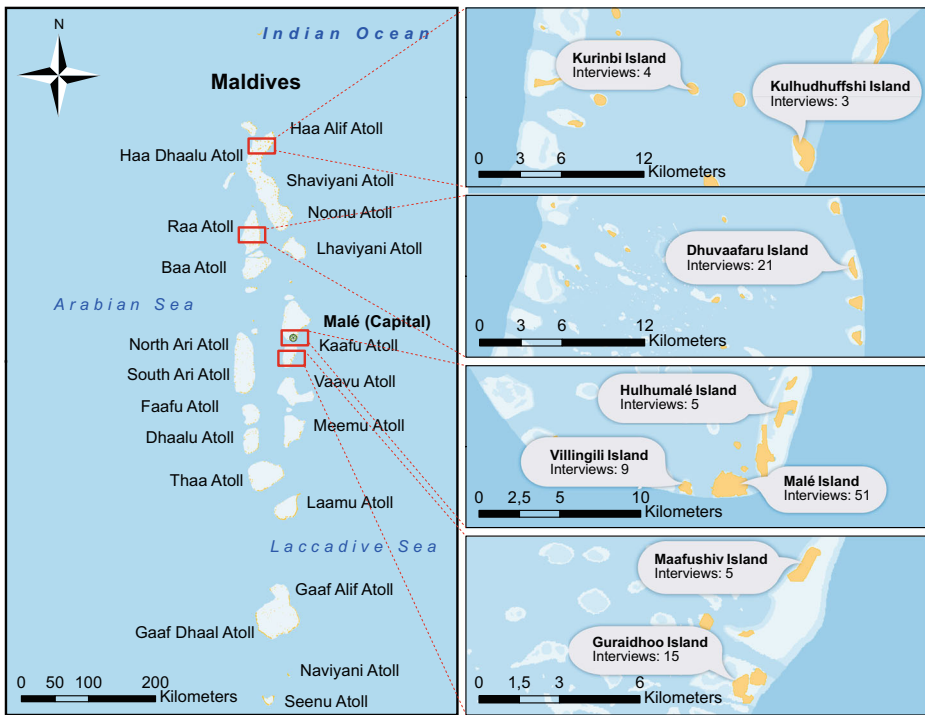 N
Indian Ocean
Maldives
Haa Alif Atoll
Haa Dhaalu Atoll
Shaviyani Atoll
Noonu Atoll
Raa Atoll
Lhaviyani Atoll
Baa Atoll
Arabian Sea
Malé (Capital)
North Ari Atoll
Kaafu Atoll
South Ari Atoll
Vaavu Atoll
Faafu Atoll
Meemu Atoll
Dhaalu Atoll
Thaa Atoll
Laamu Atoll
Laccadive Sea
Gaaf Alif Atoll
Gaaf Dhaal Atoll
Naviyani Atoll
Seenu Atoll
0 50 100 200
Kilometers
Kurinbi Island
Interviews: 4
Kulhudhuffshi Island
Interviews: 3
0 3 6 12
Kilometers
Dhuvaafaru Island
Interviews: 21
0 3 6 12
Kilometers
Hulhumalé Island
Interviews: 5
Villingili Island
Interviews: 9
Malé Island
Interviews: 51
0 2,5 5 10
Kilometers
Maafushiv Island
Interviews: 5
Guraidhoo Island
Interviews: 15
0 1,5 3 6
Kilometers